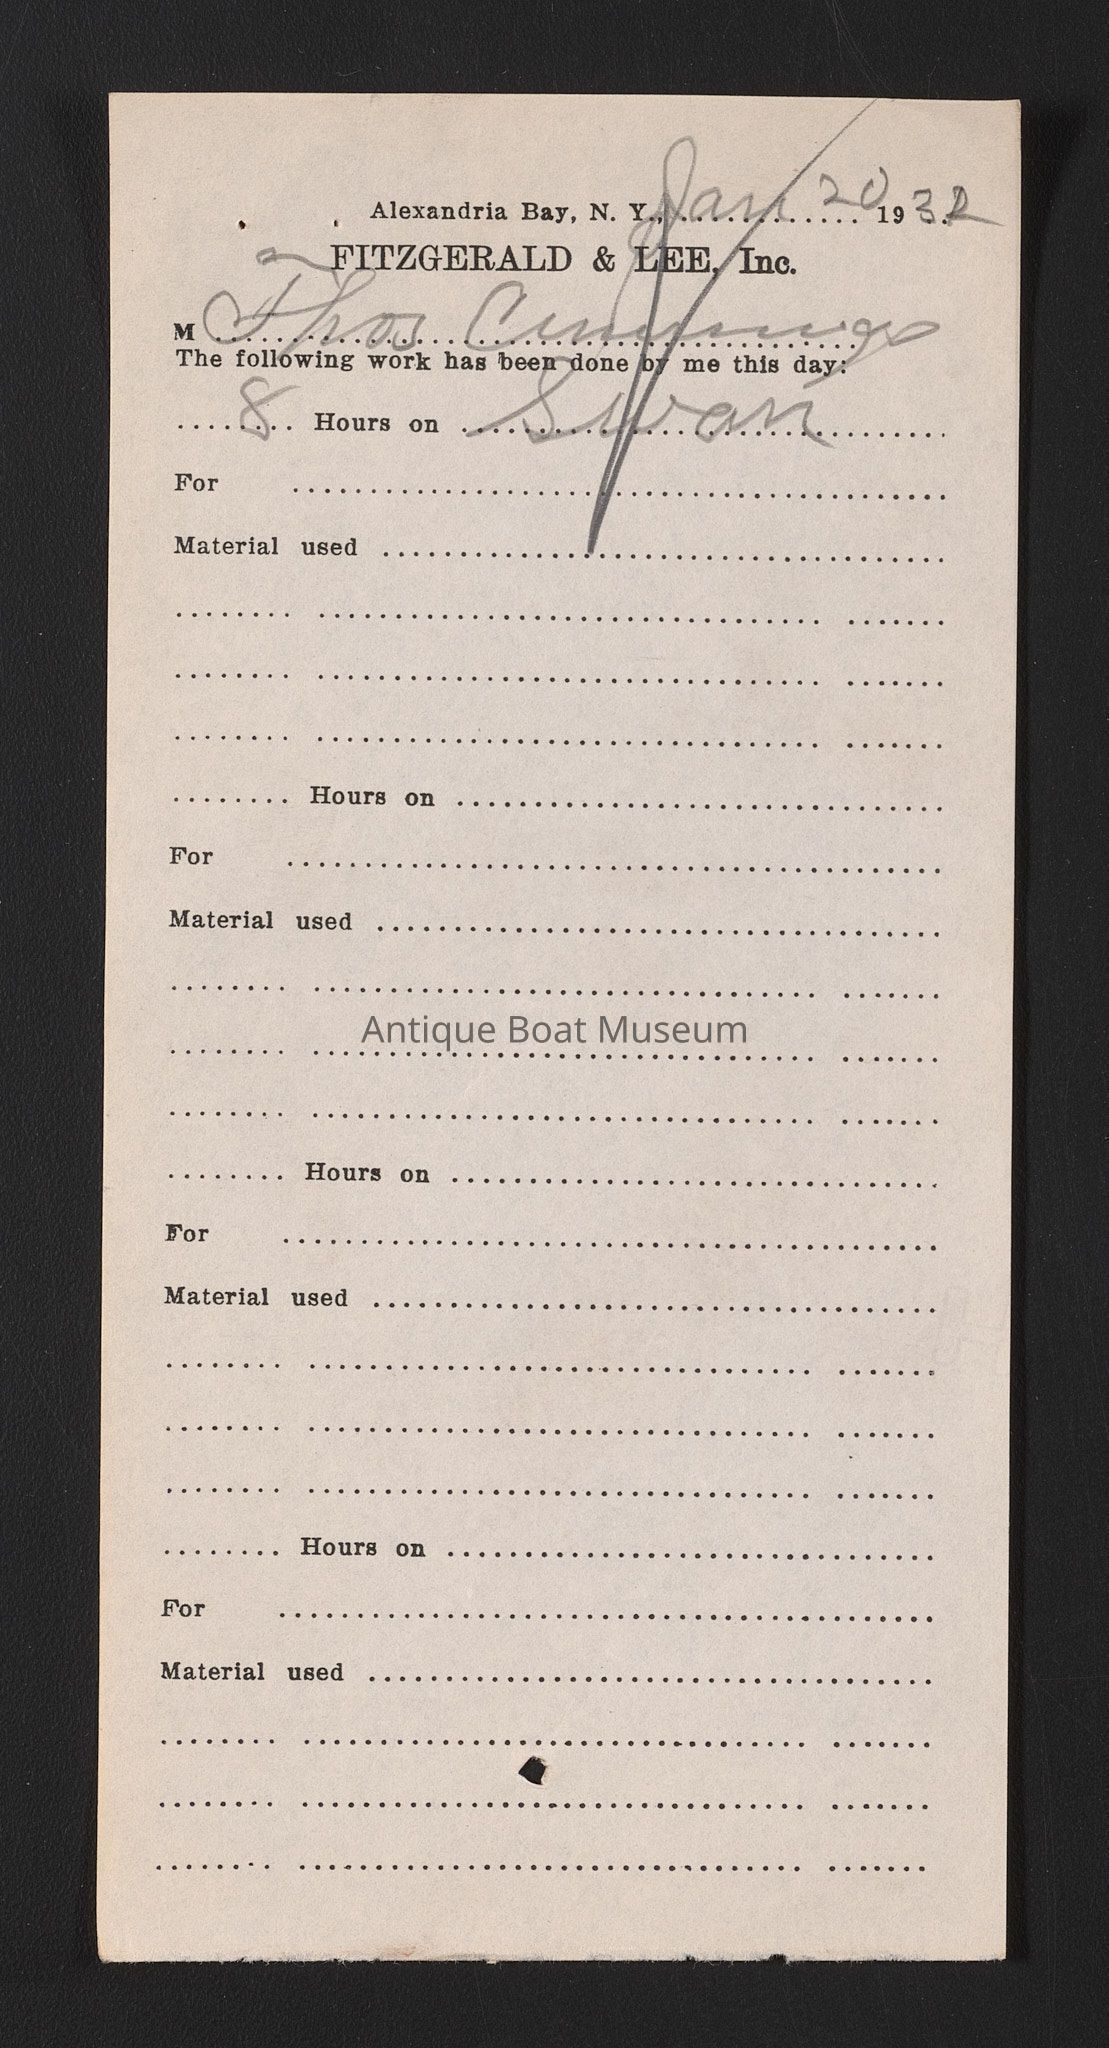 Alexandria Bay, N. Y., Jan 20 1932
FITZGERALD & LEE, Inc.
M Thos Cummings
The following work has been done by me this day:
8 Hours on Swan
For
Material used
Hours on
For
Material used
Antique Boat Museum
Hours on
For
Material used
Hours on
For
Material used